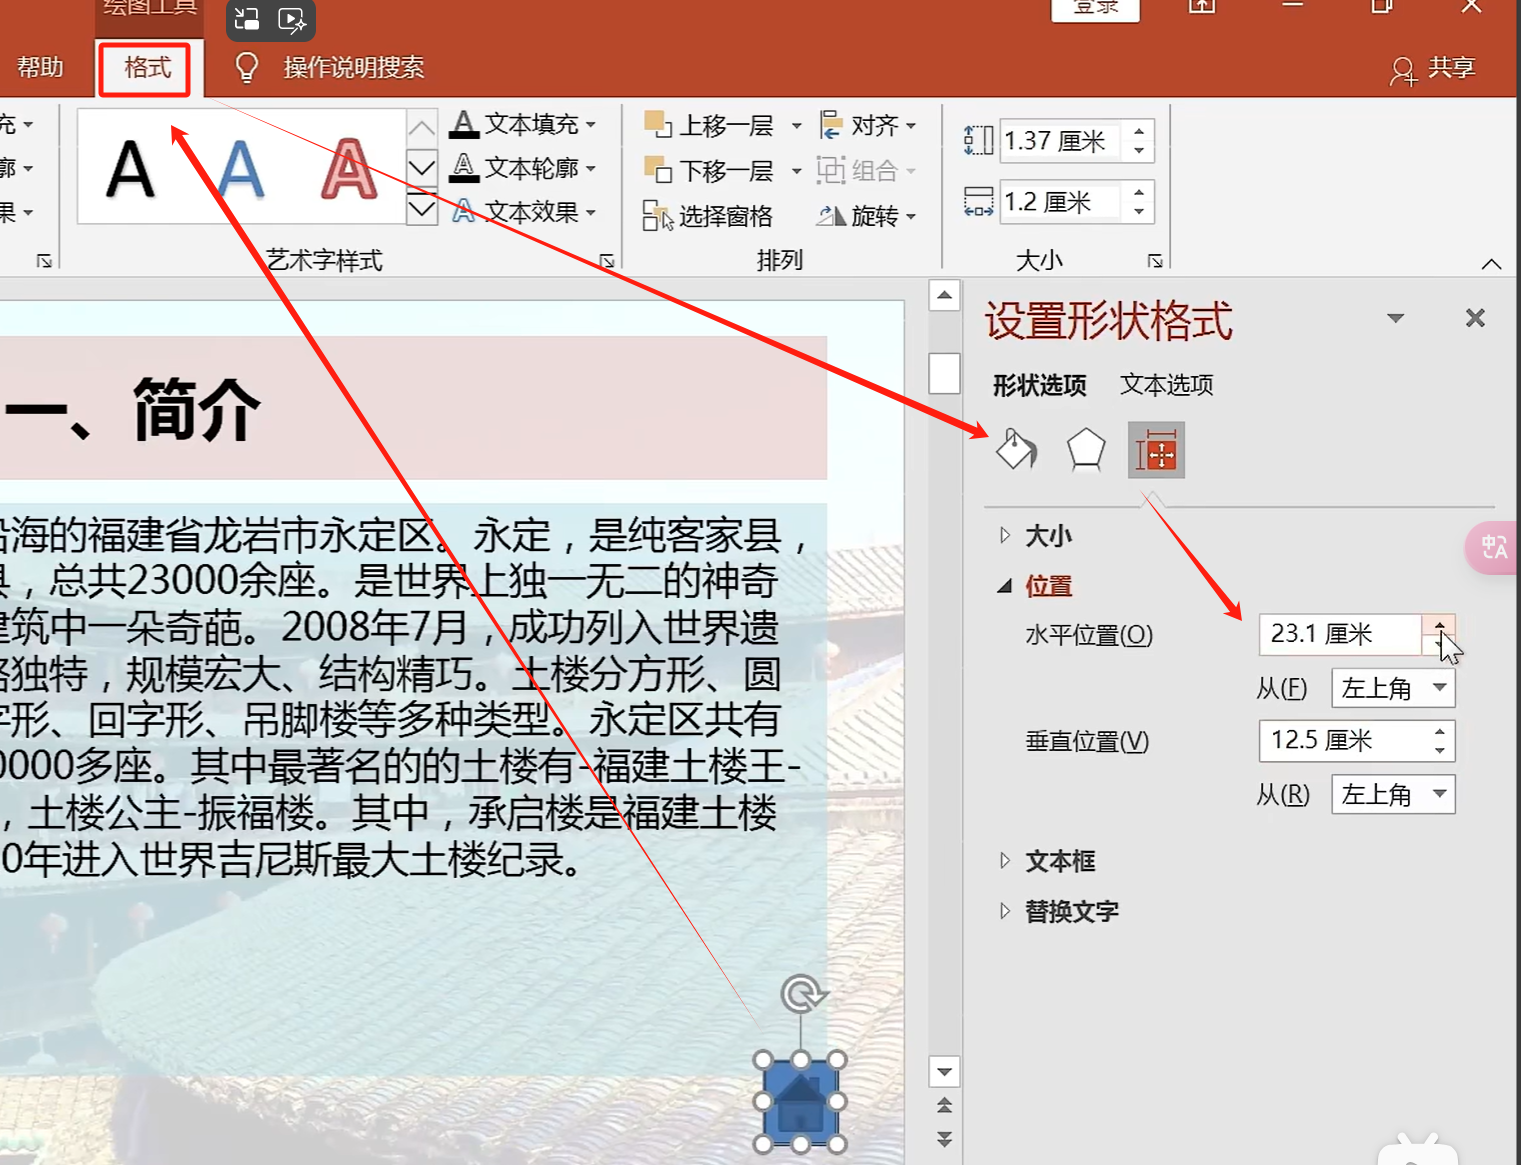 绘图工具
登录
帮助
格式
操作说明搜索
共享
充
文本填充
上移一层
对齐
1.37 厘米
A A A
廓
文本轮廓
下移一层
组合
果
文本效果
选择窗格
旋转
1.2 厘米
艺术字样式
排列
大小
设置形状格式
形状选项 文本选项
一、简介
大小
位置
水平位置(O)
23.1 厘米
从(F)
左上角
垂直位置(V)
12.5 厘米
从(R)
左上角
文本框
替换文字
沿海的福建省龙岩市永定区。永定，是纯客家县，
县，总共23000余座。是世界上独一无二的神奇
建筑中一朵奇葩。2008年7月，成功列入世界遗
格独特，规模宏大、结构精巧。土楼分方形、圆
字形、回字形、吊脚楼等多种类型。永定区共有
0000多座。其中最著名的的土楼有-福建土楼王-
，土楼公主-振福楼。其中，承启楼是福建土楼
0年进入世界吉尼斯最大土楼纪录。
中A